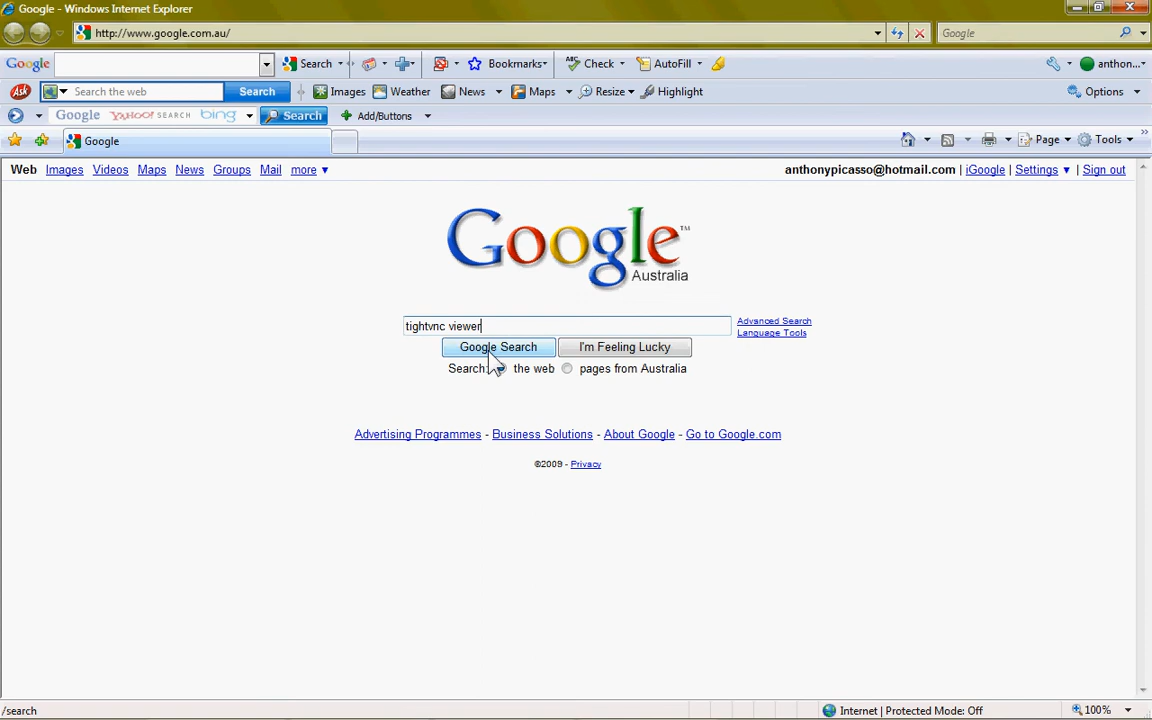 Google - Windows Internet Explorer
http://www.google.com.au/
Google
Google Search Bookmarks ABC Check AutoFill anthon...
Ask Search the web Search Images Weather News Maps Resize Highlight Options
Google YAHOO! SEARCH bing Search Add/Buttons
Google Page Tools
Web Images Videos Maps News Groups Mail more anthonypicasso@hotmail.com | iGoogle | Settings | Sign out
Google™
Australia
tightvnc viewer Advanced Search
Language Tools
Google Search I'm Feeling Lucky
Search: the web pages from Australia
Advertising Programmes - Business Solutions - About Google - Go to Google.com
©2009 - Privacy
/search Internet | Protected Mode: Off 100%